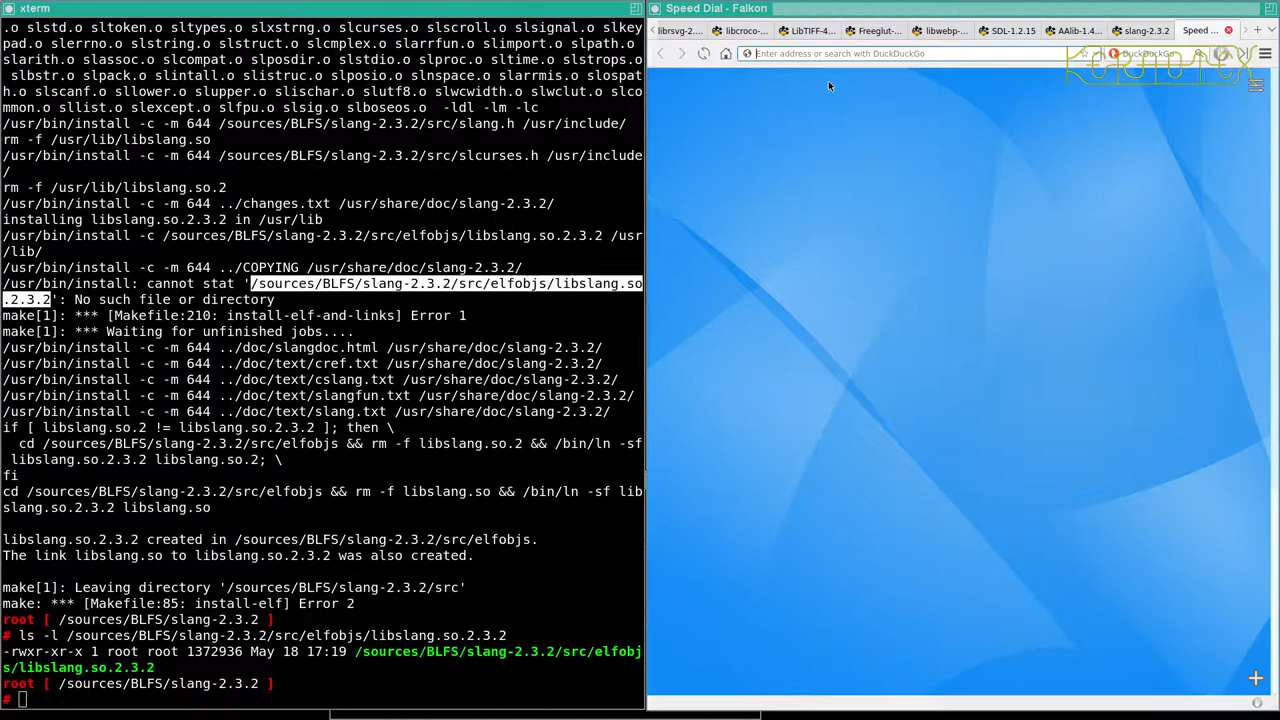 xterm
.o slstd.o sltoken.o sltypes.o slxstrng.o slcurses.o slscroll.o slsignal.o slkey
pad.o slerrno.o slstring.o slstruct.o slcmplex.o slarrfun.o slimport.o slpath.o
slarith.o slassoc.o slcompat.o slposdir.o slstdio.o slproc.o sltime.o slstrops.o
slbstr.o slpack.o slintall.o slistruc.o slposio.o slnspace.o slarrmis.o slospat
h.o slscanf.o sllower.o slupper.o slischar.o slutf8.o slwcwidth.o slwclut.o slco
mmon.o sllist.o slexcept.o slfpu.o slsig.o slboseos.o  -ldl -lm -lc
/usr/bin/install -c -m 644 /sources/BLFS/slang-2.3.2/src/slang.h /usr/include/
rm -f /usr/lib/libslang.so
/usr/bin/install -c -m 644 /sources/BLFS/slang-2.3.2/src/slcurses.h /usr/include
/
rm -f /usr/lib/libslang.so.2
/usr/bin/install -c -m 644 ../changes.txt /usr/share/doc/slang-2.3.2/
installing libslang.so.2.3.2 in /usr/lib
/usr/bin/install -c /sources/BLFS/slang-2.3.2/src/elfobjs/libslang.so.2.3.2 /usr
/lib/
/usr/bin/install -c -m 644 ../COPYING /usr/share/doc/slang-2.3.2/
/usr/bin/install: cannot stat '/sources/BLFS/slang-2.3.2/src/elfobjs/libslang.so
.2.3.2': No such file or directory
make[1]: *** [Makefile:210: install-elf-and-links] Error 1
make[1]: *** Waiting for unfinished jobs....
/usr/bin/install -c -m 644 ../doc/slangdoc.html /usr/share/doc/slang-2.3.2/
/usr/bin/install -c -m 644 ../doc/text/cref.txt /usr/share/doc/slang-2.3.2/
/usr/bin/install -c -m 644 ../doc/text/cslang.txt /usr/share/doc/slang-2.3.2/
/usr/bin/install -c -m 644 ../doc/text/slangfun.txt /usr/share/doc/slang-2.3.2/
/usr/bin/install -c -m 644 ../doc/text/slang.txt /usr/share/doc/slang-2.3.2/
if [ libslang.so.2 != libslang.so.2.3.2 ]; then \
  cd /sources/BLFS/slang-2.3.2/src/elfobjs && rm -f libslang.so.2 && /bin/ln -sf
 libslang.so.2.3.2 libslang.so.2; \
fi
cd /sources/BLFS/slang-2.3.2/src/elfobjs && rm -f libslang.so && /bin/ln -sf lib
slang.so.2.3.2 libslang.so
libslang.so.2.3.2 created in /sources/BLFS/slang-2.3.2/src/elfobjs.
The link libslang.so to libslang.so.2.3.2 was also created.
make[1]: Leaving directory '/sources/BLFS/slang-2.3.2/src'
make: *** [Makefile:85: install-elf] Error 2
root [ /sources/BLFS/slang-2.3.2 ]
# ls -l /sources/BLFS/slang-2.3.2/src/elfobjs/libslang.so.2.3.2
-rwxr-xr-x 1 root root 1372936 May 18 17:19 /sources/BLFS/slang-2.3.2/src/elfobj
s/libslang.so.2.3.2
root [ /sources/BLFS/slang-2.3.2 ]
#
Speed Dial - Falkon
librsvg-2.... libcroco-... LibTIFF-4... Freeglut-... libwebp-... SDL-1.2.15 AAlib-1.4... slang-2.3.2 Speed ...
Enter address or search with DuckDuckGo DuckDuckGo